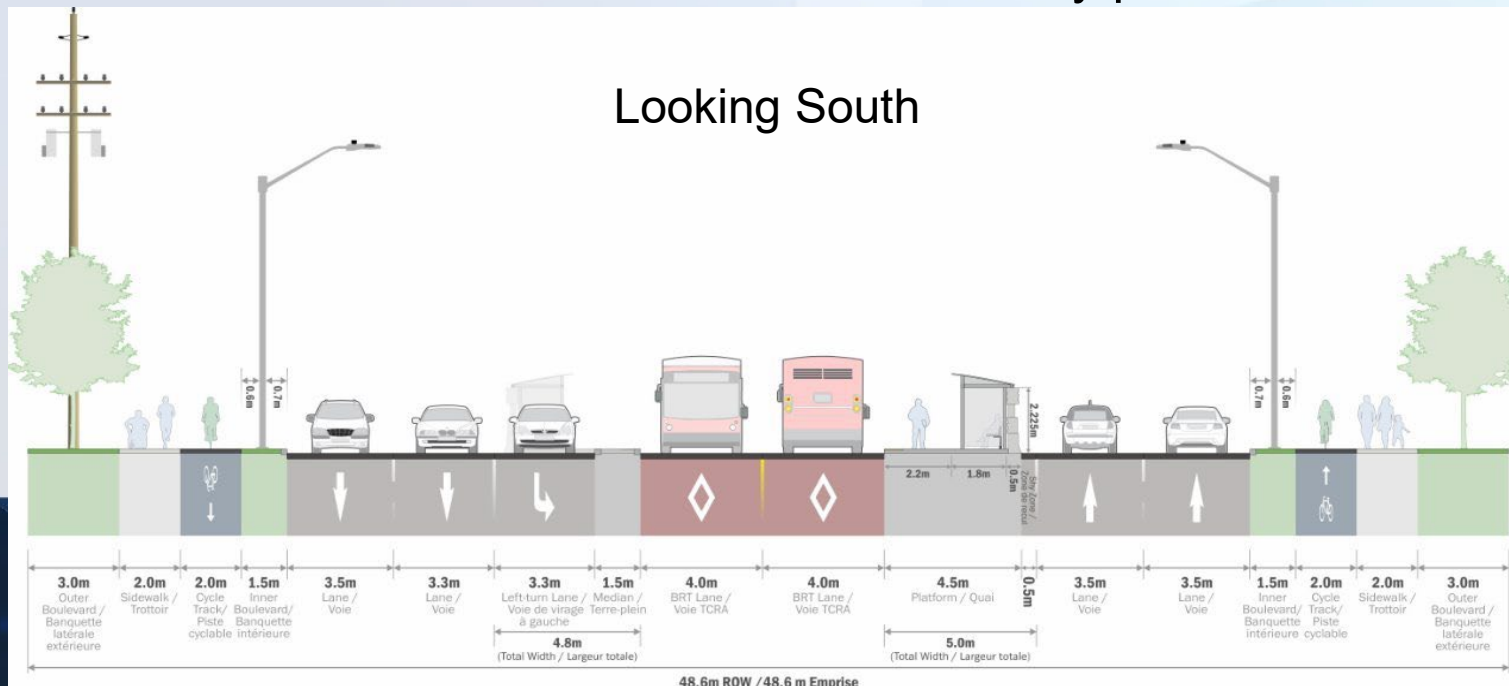 Looking South
0.6m
0.7m
2.225m
0.7m
0.6m
2.2m
1.8m
0.5m
Shy Zone /
Zone de recul
3.0m
Outer
Boulevard /
Banquette
latérale
extérieure
2.0m
Sidewalk /
Trottoir
2.0m
Cycle
Track/
Piste
cyclable
1.5m
Inner
Boulevard/
Banquette
intérieure
3.5m
Lane /
Voie
3.3m
Lane /
Voie
3.3m
Left-turn Lane /
Voie de virage
à gauche
1.5m
Median /
Terre-plein
4.8m
(Total Width / Largeur totale)
4.0m
BRT Lane /
Voie TCRA
4.0m
BRT Lane /
Voie TCRA
4.5m
Platform / Quai
0.5m
5.0m
(Total Width / Largeur totale)
3.5m
Lane /
Voie
3.5m
Lane /
Voie
1.5m
Inner
Boulevard/
Banquette
intérieure
2.0m
Cycle
Track/
Piste
cyclable
2.0m
Sidewalk /
Trottoir
3.0m
Outer
Boulevard /
Banquette
latérale
extérieure
48.6m ROW / 48.6 m Emprise